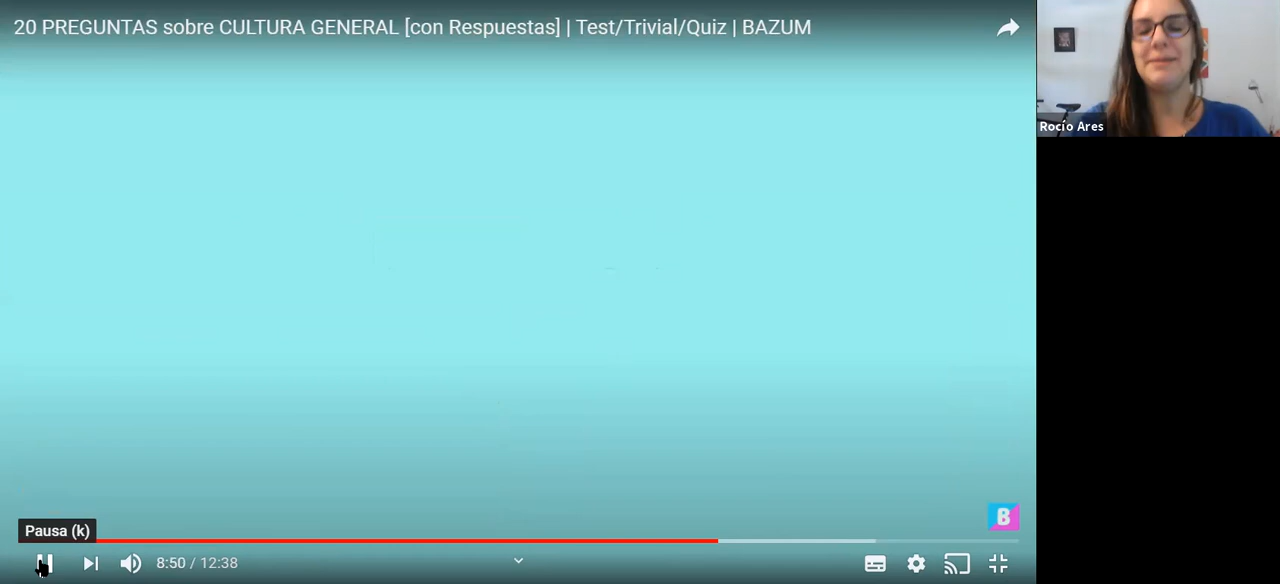 20 PREGUNTAS sobre CULTURA GENERAL [con Respuestas] | Test/Trivial/Quiz | BAZUM
Rocío Ares
B
Pausa (k)
8:50 / 12:38